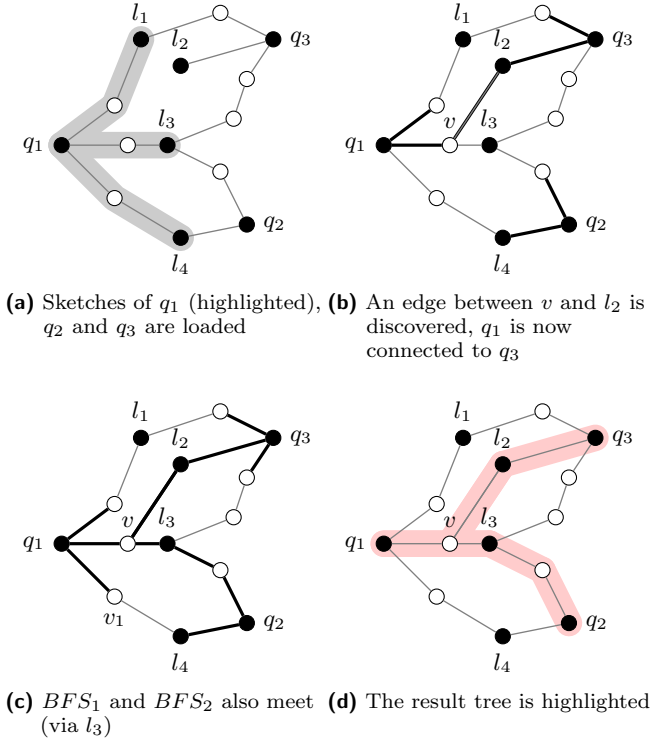 l1
l2
q3
l3
q1
q2
l4
l1
l2
q3
v
l3
q1
q2
l4
(a) Sketches of q1 (highlighted),
q2 and q3 are loaded
(b) An edge between v and l2 is
discovered, q1 is now
connected to q3
l1
l2
q3
v
l3
q1
v1
q2
l4
l1
l2
q3
v
l3
q1
q2
l4
(c) BFS1 and BFS2 also meet
(via l3)
(d) The result tree is highlighted